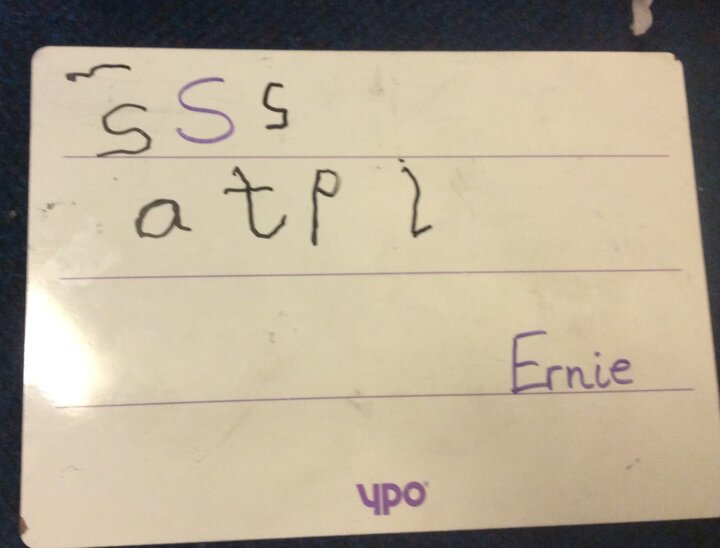 s S s
a t p i
Ernie
ypo